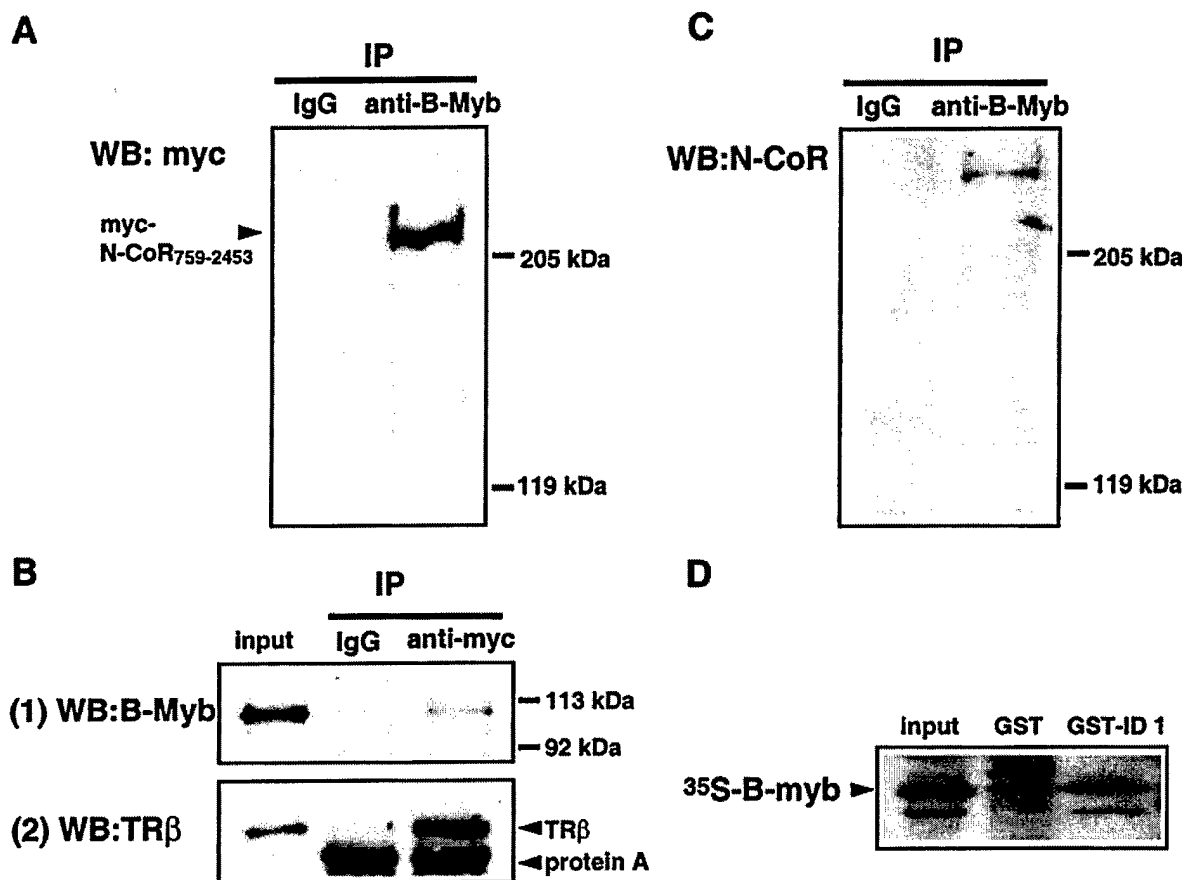 A
IP
IgG anti-B-Myb
WB: myc
myc-
N-CoR759-2453
205 kDa
119 kDa
C
IP
IgG anti-B-Myb
WB:N-CoR
205 kDa
119 kDa
B
IP
input IgG anti-myc
(1) WB:B-Myb
113 kDa
92 kDa
(2) WB:TRβ
TRβ
protein A
D
input GST GST-ID 1
35S-B-myb